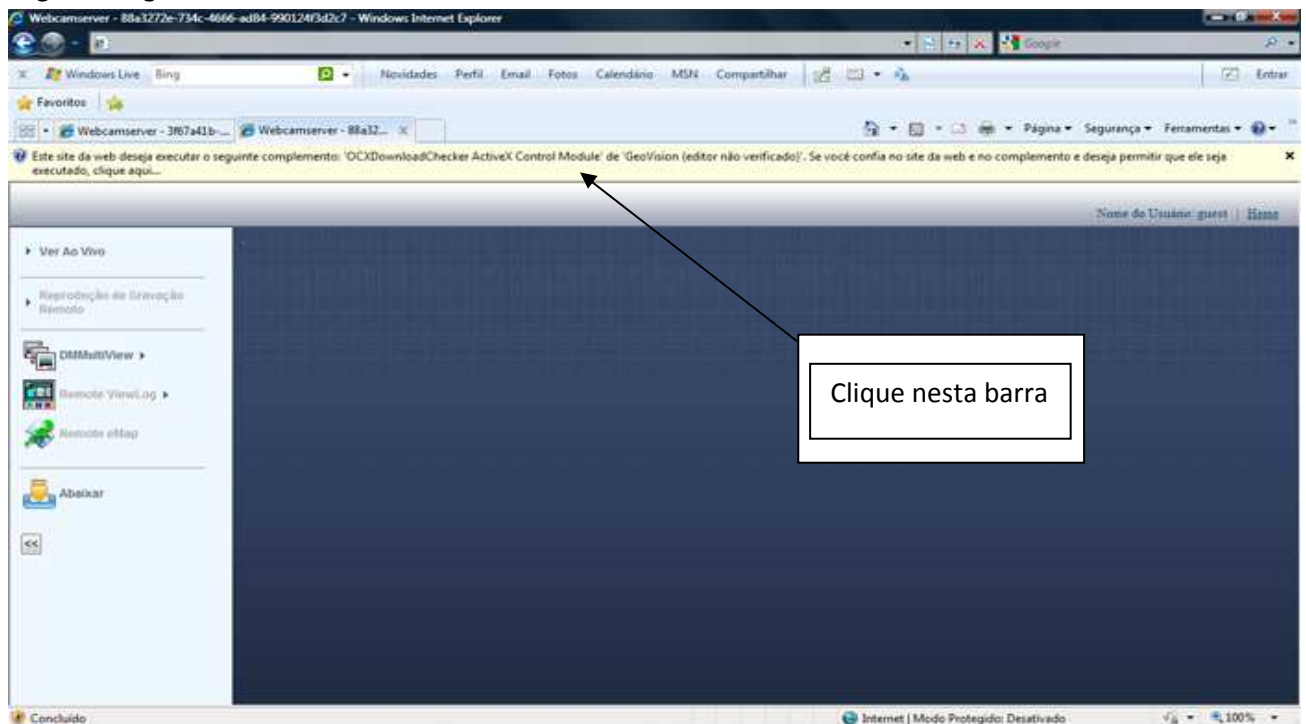 Webcamserver - 88a3272e-734c-4666-ad84-990124f3d2c7 - Windows Internet Explorer
Google
Windows Live Bing Novidades Perfil Email Fotos Calendário MSN Compartilhar Entrar
Favoritos
Webcamserver - 3f67a41b-... Webcamserver - 88a32... Página Segurança Ferramentas
Este site da web deseja executar o seguinte complemento: 'OCXDownloadChecker ActiveX Control Module' de 'GeoVision (editor não verificado)'. Se você confia no site da web e no complemento e deseja permitir que ele seja
executado, clique aqui...
Nome do Usuário: guest | Home
Ver Ao Vivo
Reprodução de Gravação
Remoto
DMMultiView
Remote ViewLog
Remote eMap
Abaixar
<<
Clique nesta barra
Concluído Internet | Modo Protegido: Desativado 100%